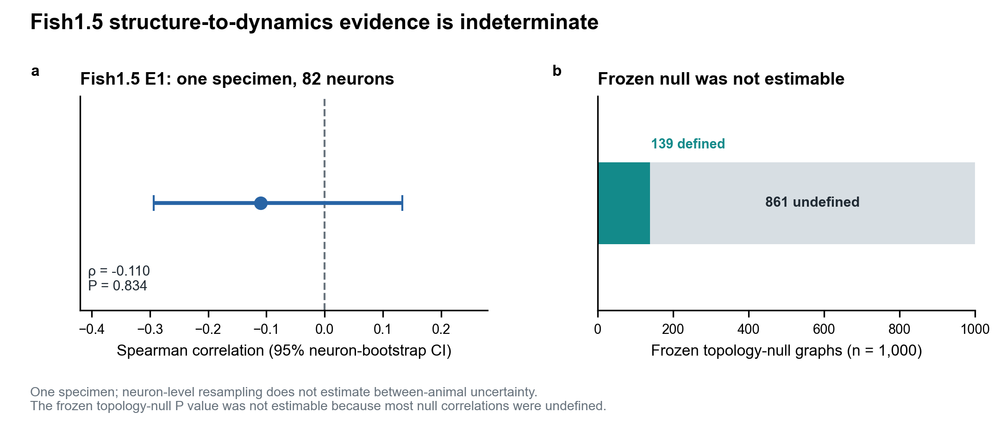 Fish1.5 structure-to-dynamics evidence is indeterminate
a
Fish1.5 E1: one specimen, 82 neurons
ρ = -0.110
P = 0.834
−0.4 −0.3 −0.2 −0.1 0.0 0.1 0.2
Spearman correlation (95% neuron-bootstrap CI)
b
Frozen null was not estimable
139 defined
861 undefined
0 200 400 600 800 1000
Frozen topology-null graphs (n = 1,000)
One specimen; neuron-level resampling does not estimate between-animal uncertainty.
The frozen topology-null P value was not estimable because most null correlations were undefined.